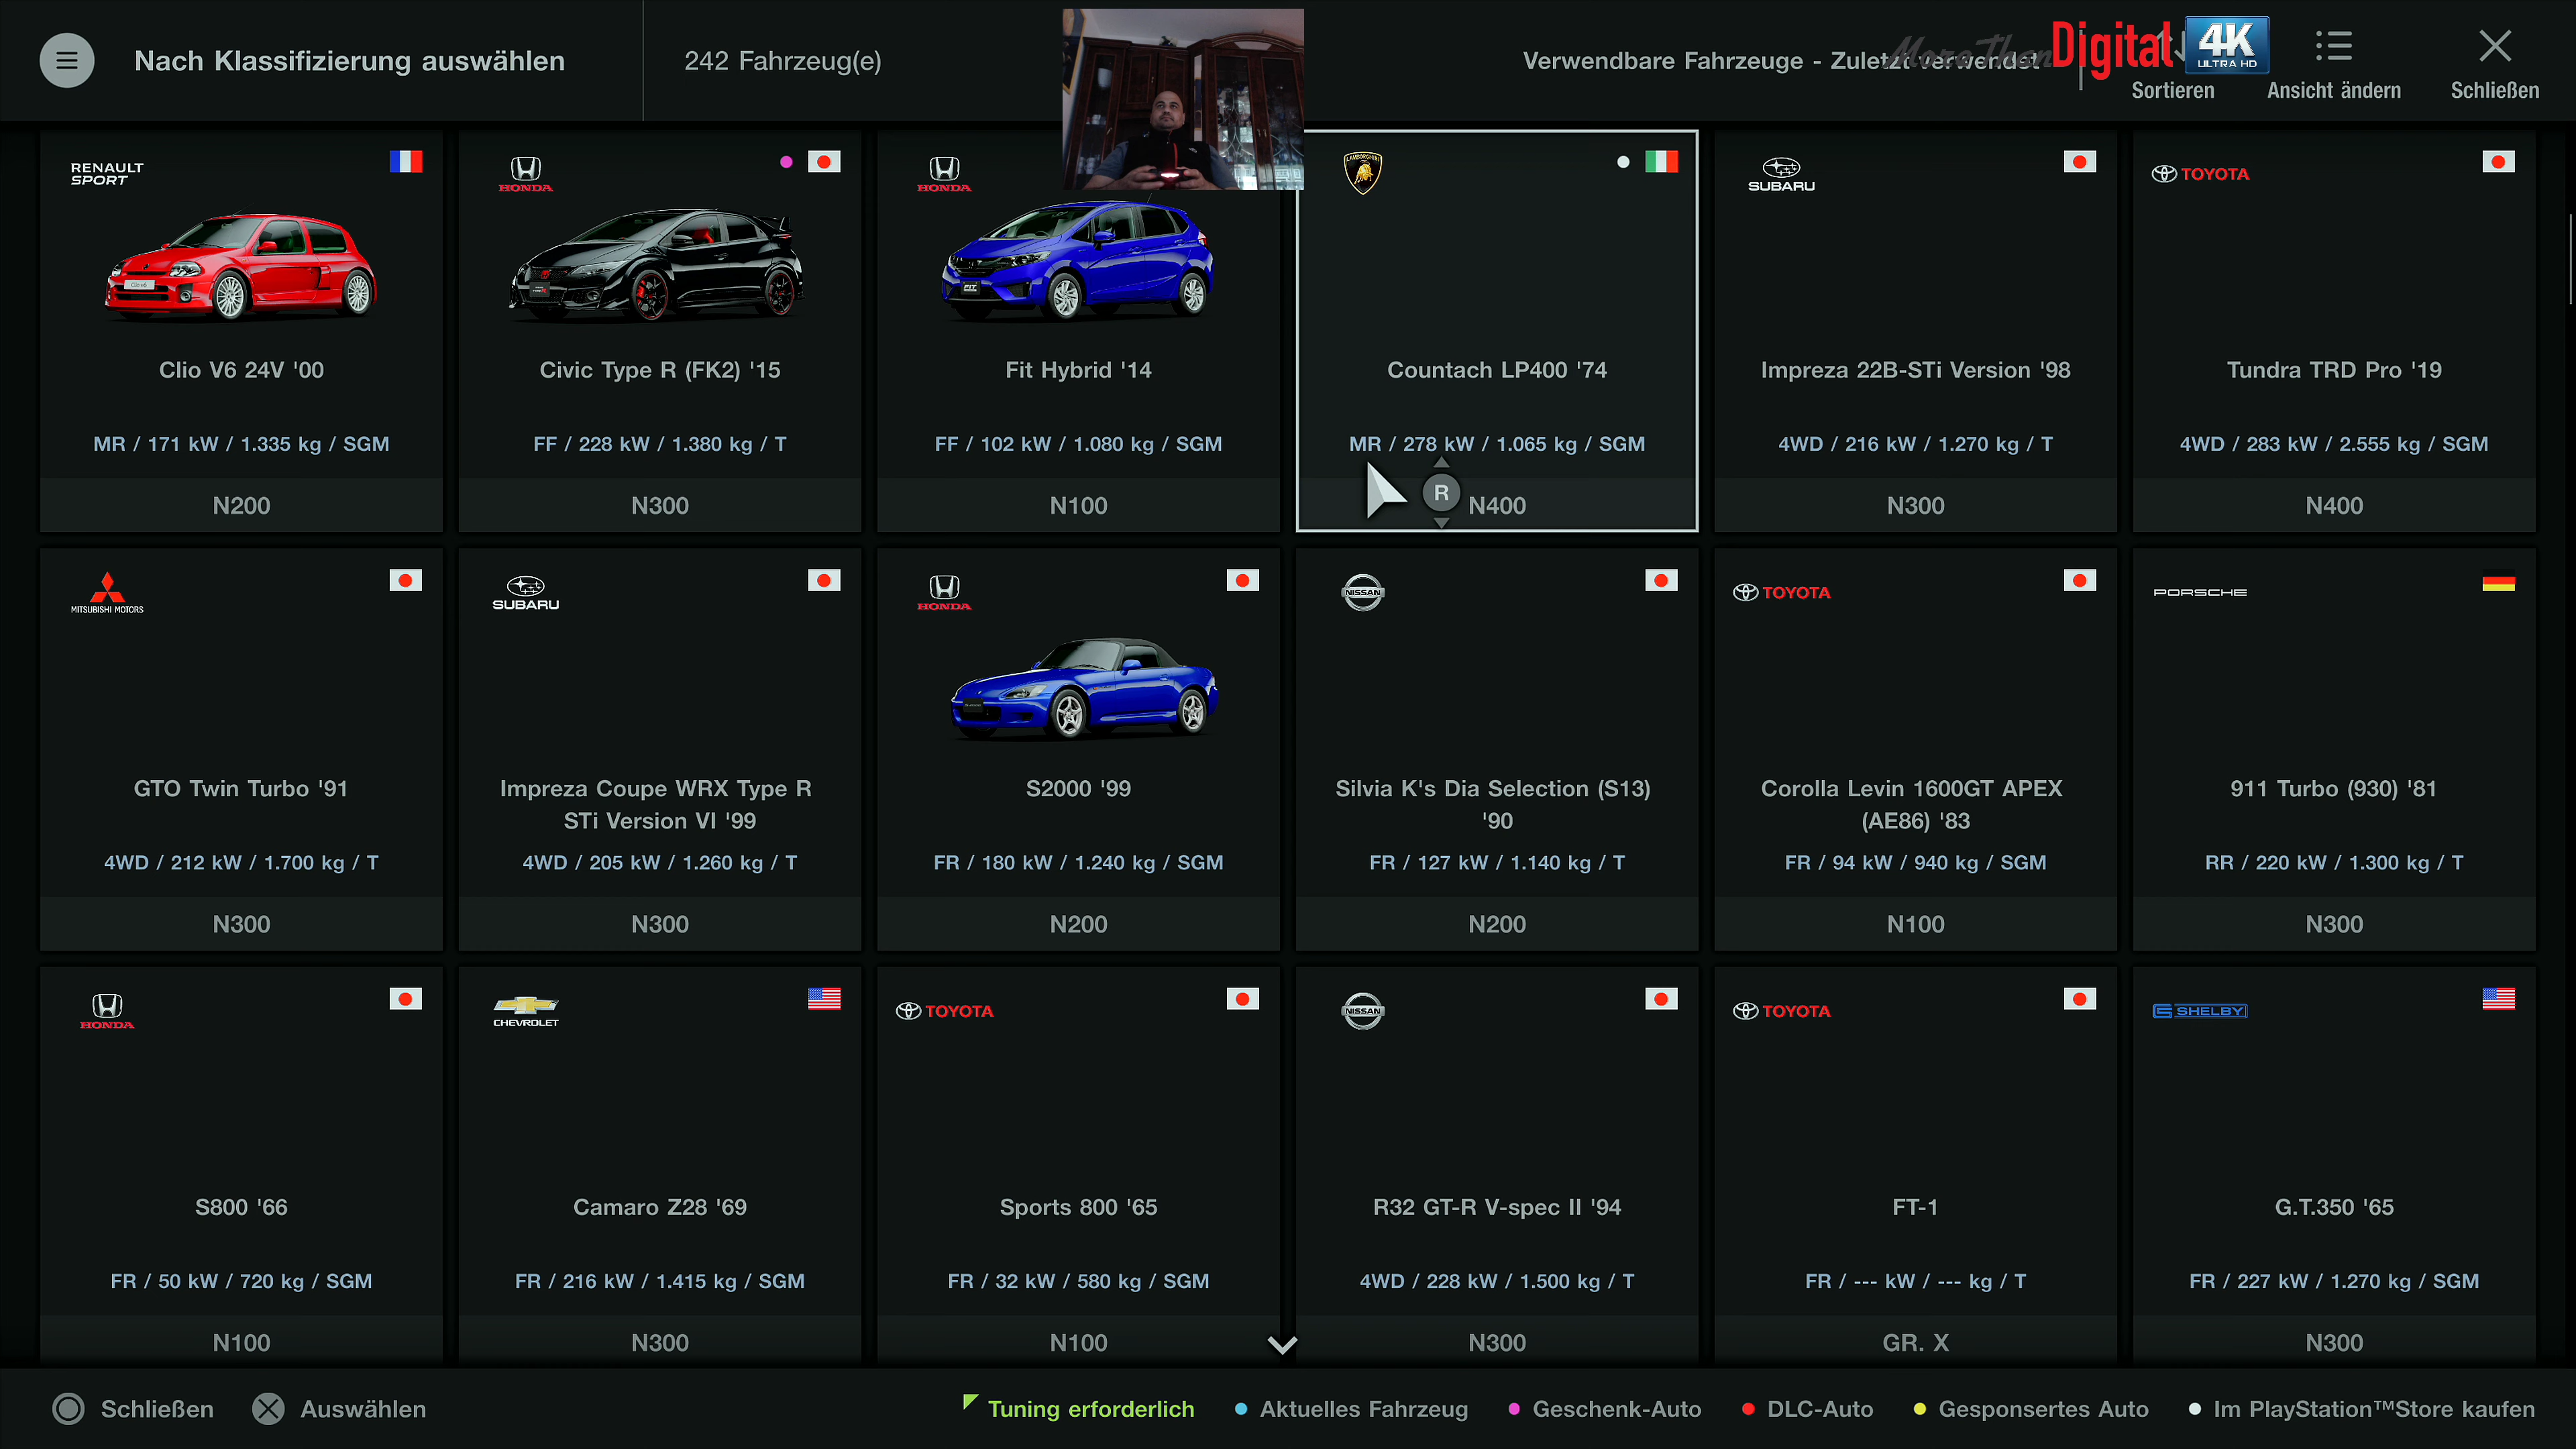 Nach Klassifizierung auswählen
242 Fahrzeug(e)
Verwendbare Fahrzeuge - Zuletzt verwendet
More Than Digital 4K ULTRA HD
Sortieren
Ansicht ändern
Schließen
RENAULT SPORT
Clio V6 24V '00
MR / 171 kW / 1.335 kg / SGM
N200
HONDA
Civic Type R (FK2) '15
FF / 228 kW / 1.380 kg / T
N300
HONDA
Fit Hybrid '14
FF / 102 kW / 1.080 kg / SGM
N100
LAMBORGHINI
Countach LP400 '74
MR / 278 kW / 1.065 kg / SGM
R
N400
SUBARU
Impreza 22B-STi Version '98
4WD / 216 kW / 1.270 kg / T
N300
TOYOTA
Tundra TRD Pro '19
4WD / 283 kW / 2.555 kg / SGM
N400
MITSUBISHI MOTORS
GTO Twin Turbo '91
4WD / 212 kW / 1.700 kg / T
N300
SUBARU
Impreza Coupe WRX Type R
STi Version VI '99
4WD / 205 kW / 1.260 kg / T
N300
HONDA
S2000 '99
FR / 180 kW / 1.240 kg / SGM
N200
NISSAN
Silvia K's Dia Selection (S13)
'90
FR / 127 kW / 1.140 kg / T
N200
TOYOTA
Corolla Levin 1600GT APEX
(AE86) '83
FR / 94 kW / 940 kg / SGM
N100
PORSCHE
911 Turbo (930) '81
RR / 220 kW / 1.300 kg / T
N300
HONDA
S800 '66
FR / 50 kW / 720 kg / SGM
N100
CHEVROLET
Camaro Z28 '69
FR / 216 kW / 1.415 kg / SGM
N300
TOYOTA
Sports 800 '65
FR / 32 kW / 580 kg / SGM
N100
NISSAN
R32 GT-R V-spec II '94
4WD / 228 kW / 1.500 kg / T
N300
TOYOTA
FT-1
FR / --- kW / --- kg / T
GR. X
SHELBY
G.T.350 '65
FR / 227 kW / 1.270 kg / SGM
N300
Schließen
Auswählen
Tuning erforderlich
Aktuelles Fahrzeug
Geschenk-Auto
DLC-Auto
Gesponsertes Auto
Im PlayStation™Store kaufen